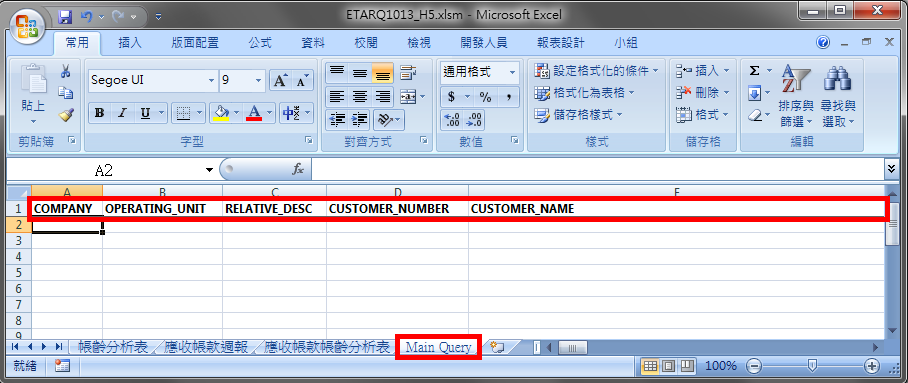 ETARQ1013_H5.xlsm - Microsoft Excel
常用 插入 版面配置 公式 資料 校閱 檢視 開發人員 報表設計 小組
Segoe UI 9 A A 通用格式 設定格式化的條件 插入 Σ
貼上 格式化為表格 刪除 排序與篩選 尋找與選取
B I U A 中 $ % , 儲存格樣式 格式
剪貼簿 字型 對齊方式 數值 樣式 儲存格 編輯
A2 fx
A B C D E
1 COMPANY OPERATING_UNIT RELATIVE_DESC CUSTOMER_NUMBER CUSTOMER_NAME
2
3
4
5
6
7
8
9
帳齡分析表 應收帳款週報 應收帳款帳齡分析表 Main Query
就緒 100%